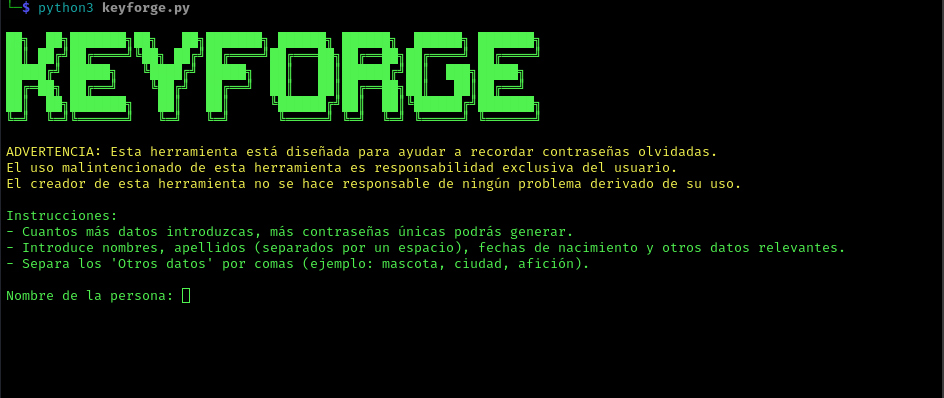 └─$ python3 keyforge.py
KEYFORGE
ADVERTENCIA: Esta herramienta está diseñada para ayudar a recordar contraseñas olvidadas.
El uso malintencionado de esta herramienta es responsabilidad exclusiva del usuario.
El creador de esta herramienta no se hace responsable de ningún problema derivado de su uso.
Instrucciones:
- Cuantos más datos introduzcas, más contraseñas únicas podrás generar.
- Introduce nombres, apellidos (separados por un espacio), fechas de nacimiento y otros datos relevantes.
- Separa los 'Otros datos' por comas (ejemplo: mascota, ciudad, afición).
Nombre de la persona: